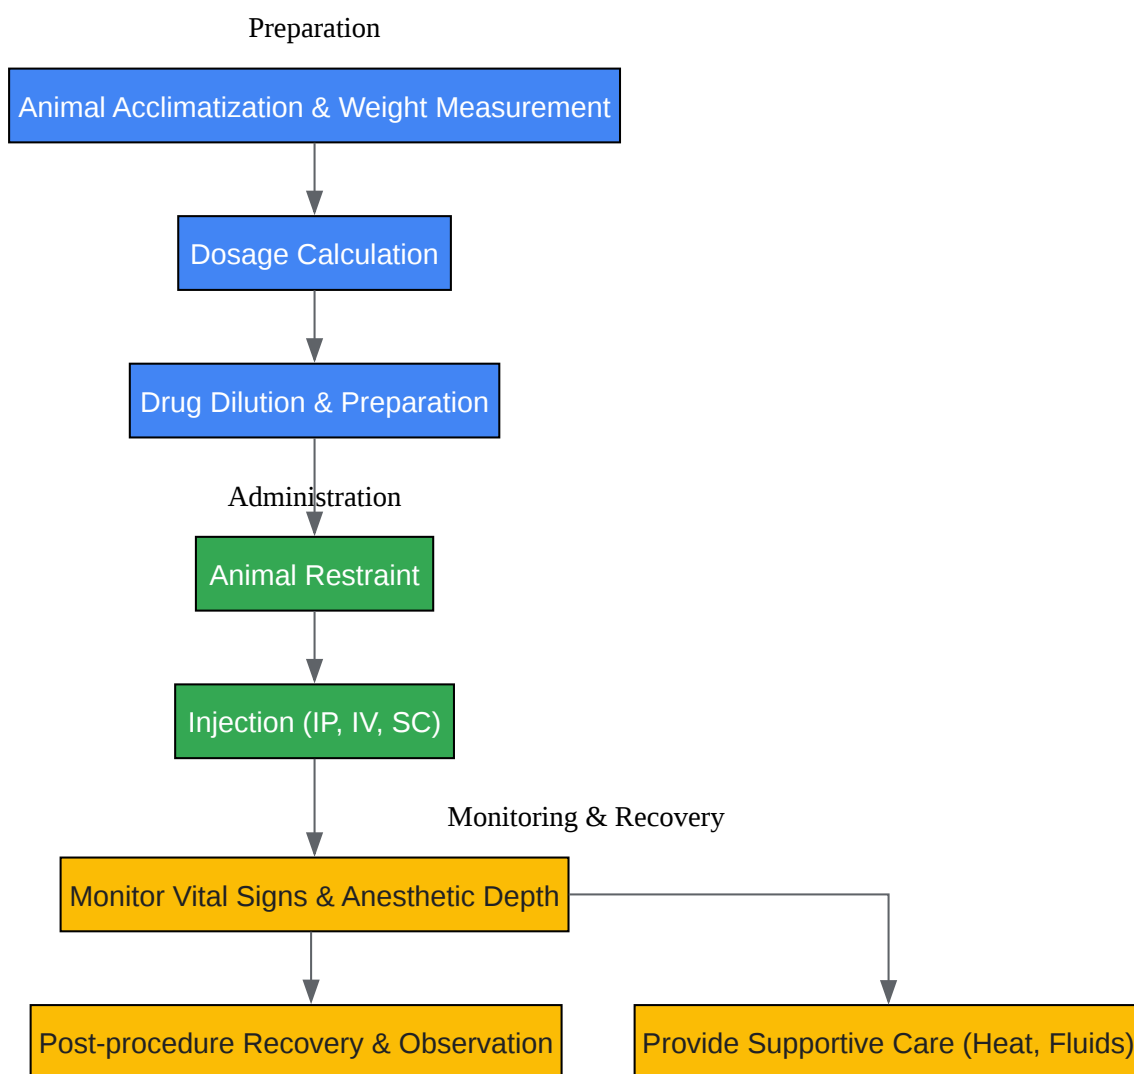 Preparation
Animal Acclimatization & Weight Measurement
Dosage Calculation
Drug Dilution & Preparation
Administration
Animal Restraint
Injection (IP, IV, SC)
Monitoring & Recovery
Monitor Vital Signs & Anesthetic Depth
Post-procedure Recovery & Observation
Provide Supportive Care (Heat, Fluids)